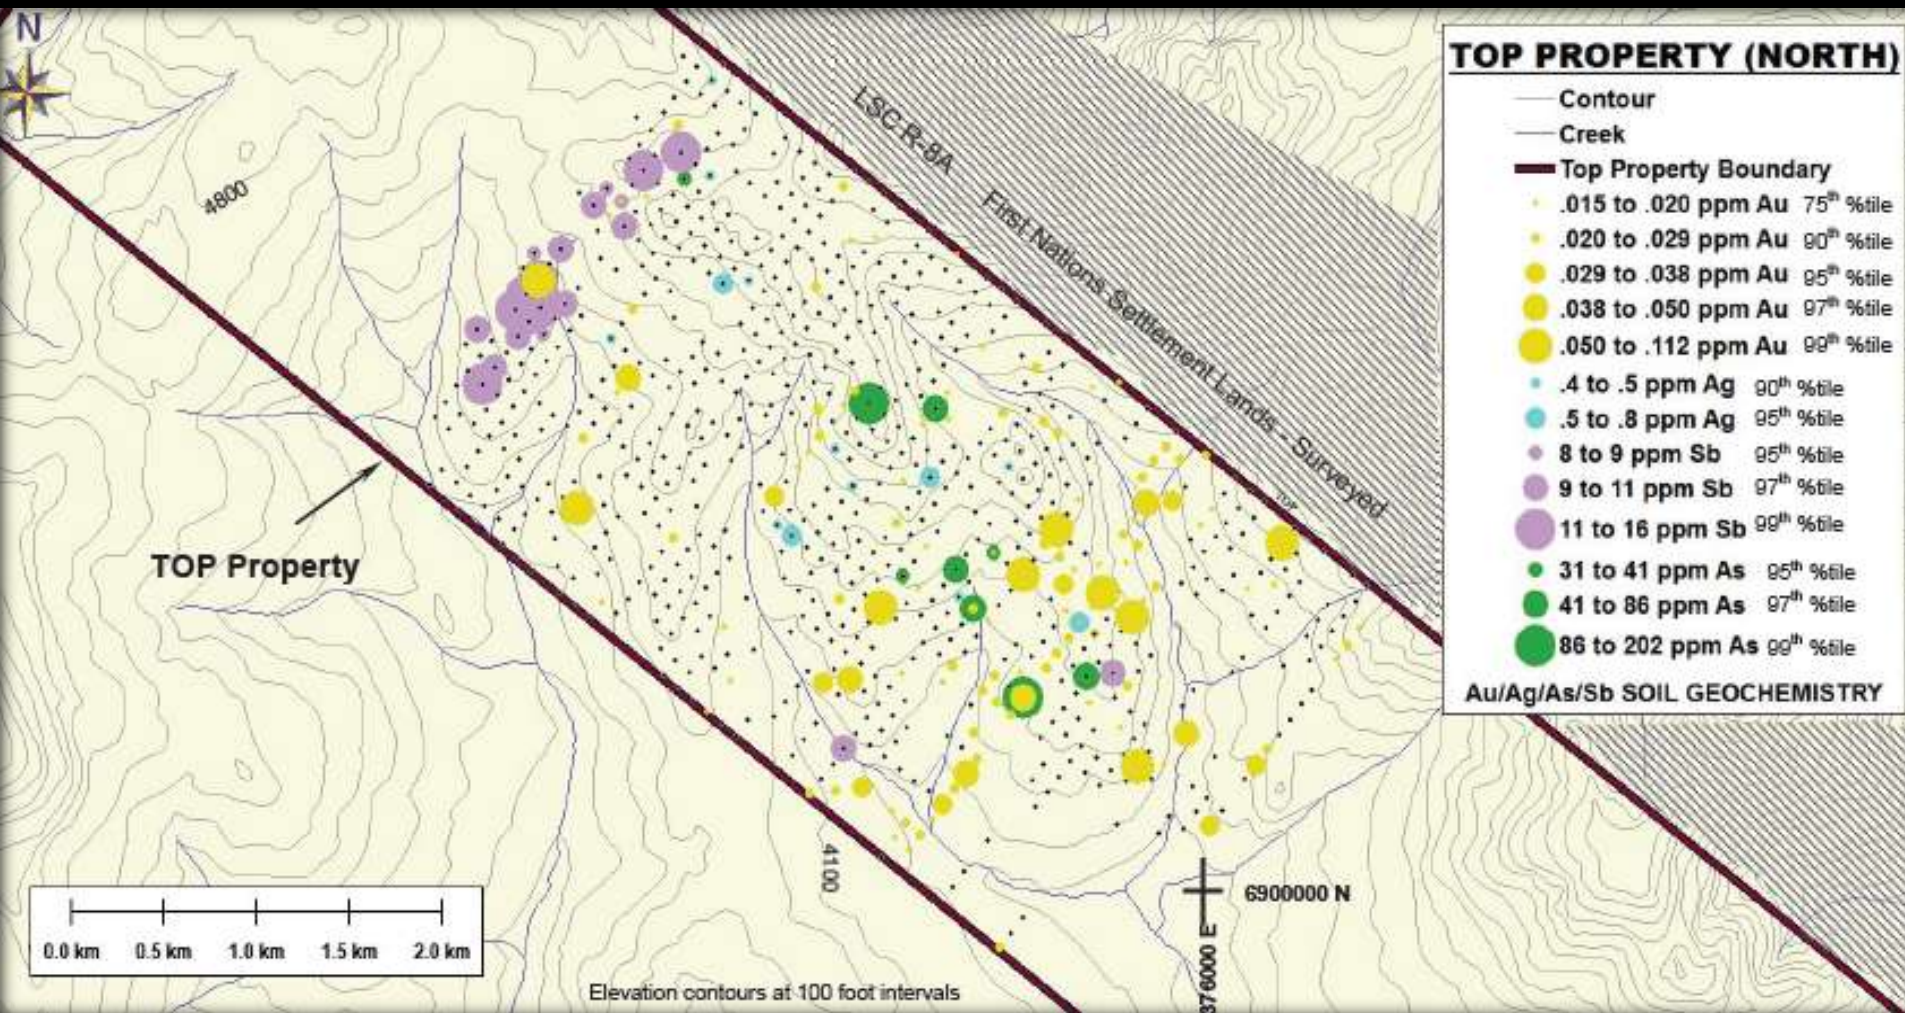 N
4800
LSC R-8A
First Nations Settlement Lands - Surveyed
TOP
TOP Property
4100
6900000 N
376000 E
0.0 km 0.5 km 1.0 km 1.5 km 2.0 km
Elevation contours at 100 foot intervals
TOP PROPERTY (NORTH)
Contour
Creek
Top Property Boundary
.015 to .020 ppm Au 75th %tile
.020 to .029 ppm Au 90th %tile
.029 to .038 ppm Au 95th %tile
.038 to .050 ppm Au 97th %tile
.050 to .112 ppm Au 99th %tile
.4 to .5 ppm Ag 90th %tile
.5 to .8 ppm Ag 95th %tile
8 to 9 ppm Sb 95th %tile
9 to 11 ppm Sb 97th %tile
11 to 16 ppm Sb 99th %tile
31 to 41 ppm As 95th %tile
41 to 86 ppm As 97th %tile
86 to 202 ppm As 99th %tile
Au/Ag/As/Sb SOIL GEOCHEMISTRY